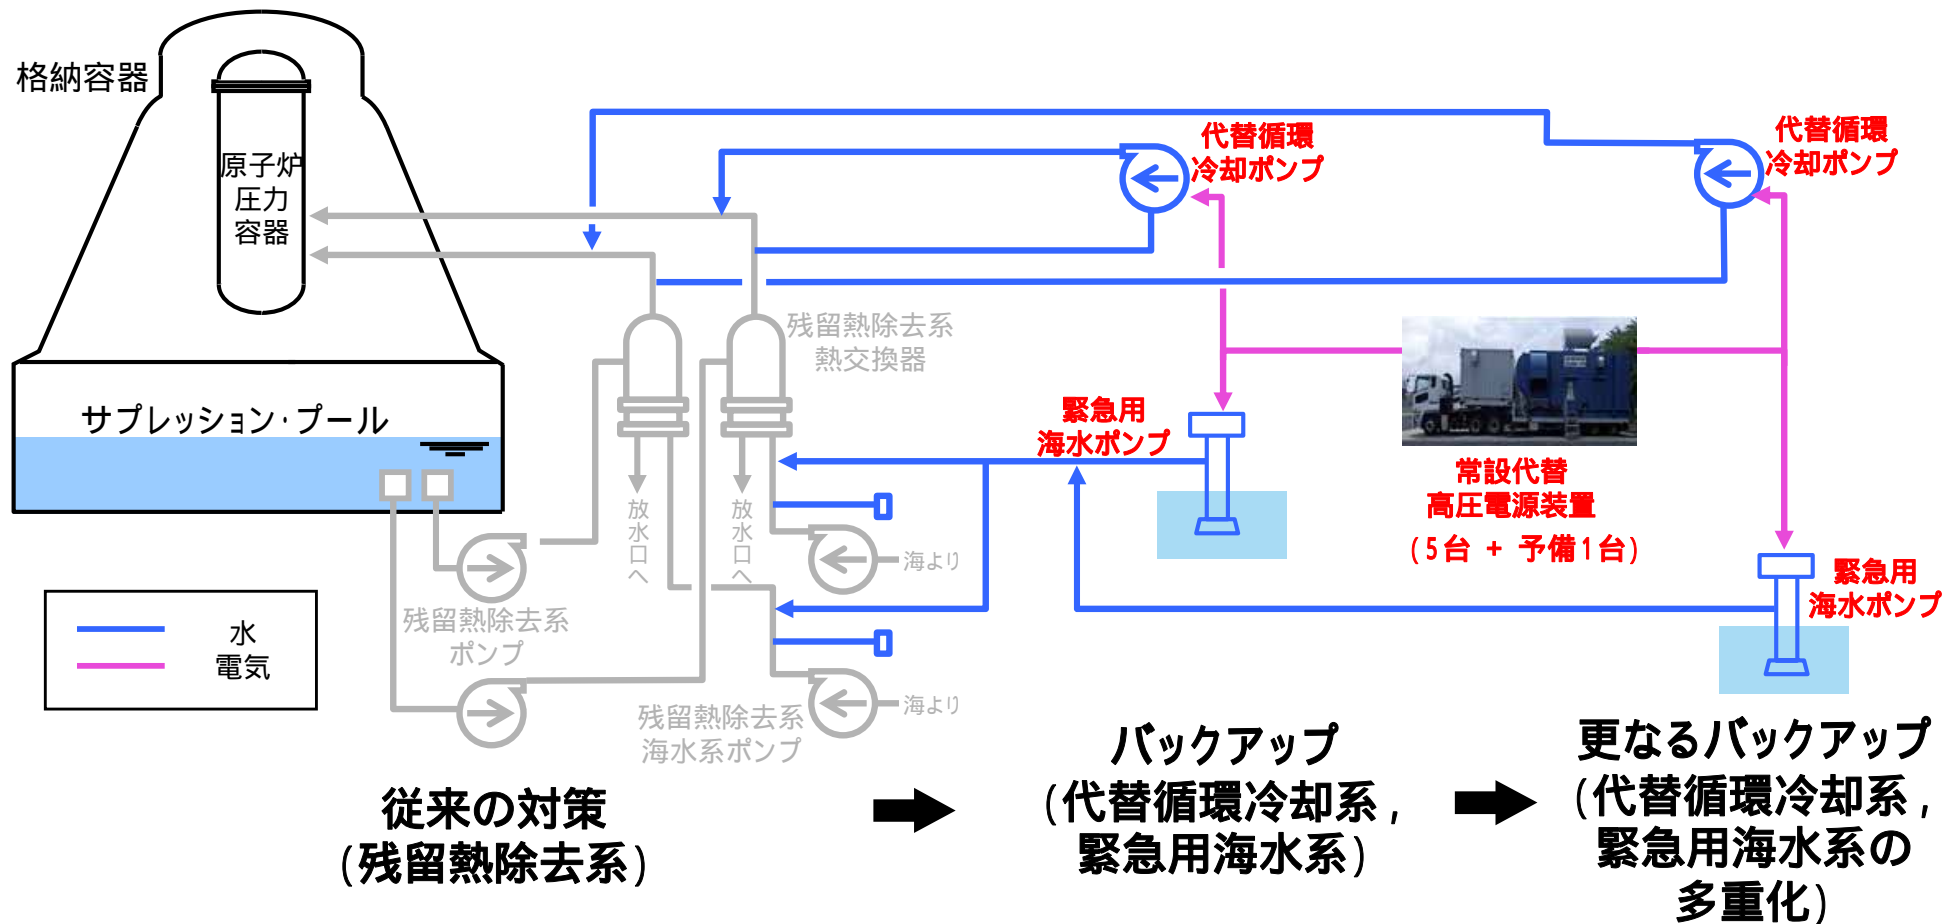 格納容器
原子炉
圧力
容器
サプレッション・プール
水
電気
残留熱除去系
熱交換器
放水口へ
放水口へ
海より
海より
残留熱除去系
ポンプ
残留熱除去系
海水系ポンプ
代替循環
冷却ポンプ
代替循環
冷却ポンプ
緊急用
海水ポンプ
常設代替
高圧電源装置
(5台 + 予備1台)
緊急用
海水ポンプ
従来の対策
(残留熱除去系)
バックアップ
(代替循環冷却系,
緊急用海水系)
更なるバックアップ
(代替循環冷却系,
緊急用海水系の
多重化)